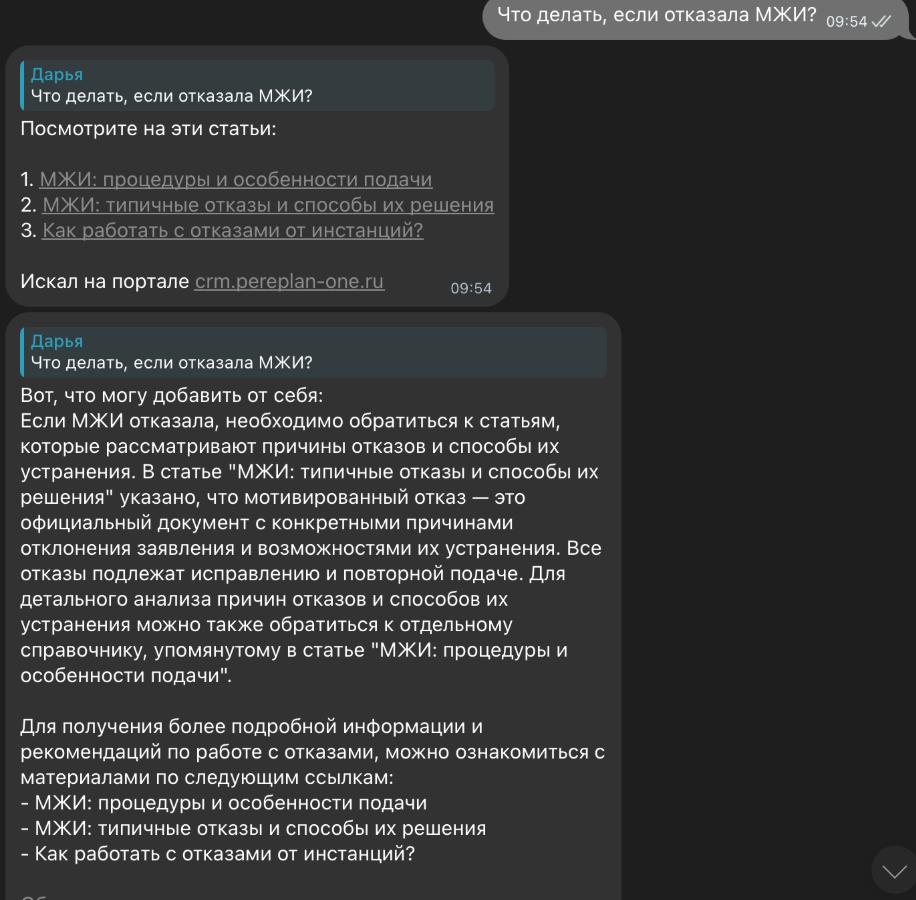 Что делать, если отказала МЖИ? 09:54
Дарья
Что делать, если отказала МЖИ?
Посмотрите на эти статьи:
1. МЖИ: процедуры и особенности подачи
2. МЖИ: типичные отказы и способы их решения
3. Как работать с отказами от инстанций?
Искал на портале crm.pereplan-one.ru 09:54
Дарья
Что делать, если отказала МЖИ?
Вот, что могу добавить от себя:
Если МЖИ отказала, необходимо обратиться к статьям,
которые рассматривают причины отказов и способы их
устранения. В статье "МЖИ: типичные отказы и способы их
решения" указано, что мотивированный отказ — это
официальный документ с конкретными причинами
отклонения заявления и возможностями их устранения. Все
отказы подлежат исправлению и повторной подаче. Для
детального анализа причин отказов и способов их
устранения можно также обратиться к отдельному
справочнику, упомянутому в статье "МЖИ: процедуры и
особенности подачи".
Для получения более подробной информации и
рекомендаций по работе с отказами, можно ознакомиться с
материалами по следующим ссылкам:
- МЖИ: процедуры и особенности подачи
- МЖИ: типичные отказы и способы их решения
- Как работать с отказами от инстанций?